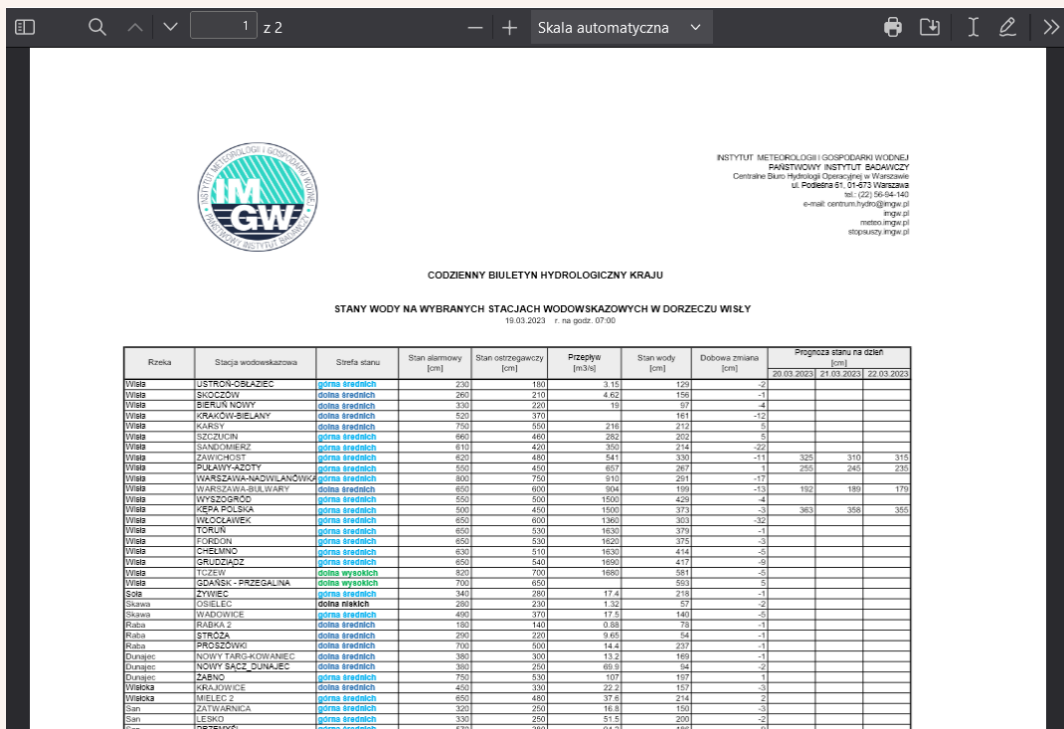 1 z 2 Skala automatyczna
INSTYTUT METEOROLOGII I GOSPODARKI WODNEJ
PAŃSTWOWY INSTYTUT BADAWCZY
IM
GW
INSTYTUT METEOROLOGII I GOSPODARKI WODNEJ
PAŃSTWOWY INSTYTUT BADAWCZY
Centralne Biuro Hydrologii Operacyjnej w Warszawie
ul. Podleśna 61, 01-673 Warszawa
tel.: (22) 56-94-140
e-mail: centrum.hydro@imgw.pl
imgw.pl
meteo.imgw.pl
stopsuszy.imgw.pl
CODZIENNY BIULETYN HYDROLOGICZNY KRAJU
STANY WODY NA WYBRANYCH STACJACH WODOWSKAZOWYCH W DORZECZU WISŁY
19.03.2023 r. na godz. 07:00
Rzeka Stacja wodowskazowa Strefa stanu Stan alarmowy [cm] Stan ostrzegawczy [cm] Przepływ [m3/s] Stan wody [cm] Dobowa zmiana [cm] Prognoza stanu na dzień [cm]
20.03.2023 21.03.2023 22.03.2023
Wisła USTROŃ-OBŁAZIEC górna średnich 230 180 3.15 129 -2
Wisła SKOCZÓW dolna średnich 260 210 4.62 156 -1
Wisła BIERUŃ NOWY dolna średnich 330 220 19 97 -4
Wisła KRAKÓW-BIELANY dolna średnich 520 370 161 -12
Wisła KARSY dolna średnich 750 550 216 212 5
Wisła SZCZUCIN górna średnich 660 460 282 202 5
Wisła SANDOMIERZ górna średnich 610 420 350 214 -22
Wisła ZAWICHOST górna średnich 620 480 541 330 -11 325 310 315
Wisła PUŁAWY-AZOTY górna średnich 550 450 657 267 1 255 245 235
Wisła WARSZAWA-NADWILANÓWKA górna średnich 800 750 910 291 -17
Wisła WARSZAWA-BULWARY dolna średnich 650 600 904 199 -13 192 189 179
Wisła WYSZOGRÓD górna średnich 550 500 1500 429 -4
Wisła KĘPA POLSKA górna średnich 500 450 1500 373 -3 363 358 355
Wisła WŁOCŁAWEK górna średnich 650 600 1360 303 -32
Wisła TORUŃ górna średnich 650 530 1630 379 -1
Wisła FORDON górna średnich 650 530 1620 375 -3
Wisła CHEŁMNO górna średnich 630 510 1630 414 -5
Wisła GRUDZIĄDZ górna średnich 650 540 1690 417 -9
Wisła TCZEW dolna wysokich 820 700 1680 581 -5
Wisła GDAŃSK - PRZEGALINA dolna wysokich 700 650 593 5
Soła ŻYWIEC górna średnich 340 280 17.4 218 -1
Skawa OSIELEC dolna niskich 280 230 1.32 57 -2
Skawa WADOWICE górna średnich 490 370 17.5 140 -5
Raba RABKA 2 dolna średnich 180 140 0.88 78 -1
Raba STRÓŻA dolna średnich 290 220 9.65 54 -1
Raba PROSZÓWKI dolna średnich 700 500 14.4 237 -1
Dunajec NOWY TARG-KOWANIEC dolna średnich 380 300 13.2 169 -1
Dunajec NOWY SĄCZ_DUNAJEC dolna średnich 380 250 69.9 94 -2
Dunajec ŻABNO górna średnich 750 530 107 197 1
Wisłoka KRAJOWICE dolna średnich 450 330 22.2 157 -3
Wisłoka MIELEC 2 górna średnich 650 480 37.6 214 2
San ZATWARNICA górna średnich 320 250 16.8 150 -3
San LESKO górna średnich 330 250 51.5 200 -2